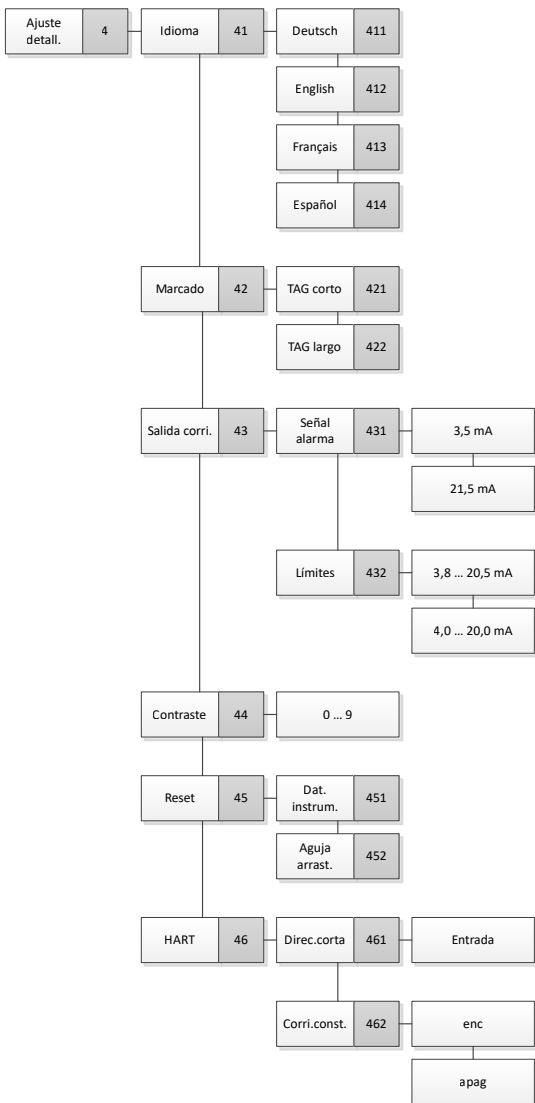 Ajuste
detall.
4
Idioma
41
Deutsch
411
English
412
Français
413
Español
414
Marcado
42
TAG corto
421
TAG largo
422
Salida corri.
43
Señal
alarma
431
3,5 mA
21,5 mA
Límites
432
3,8 ... 20,5 mA
4,0 ... 20,0 mA
Contraste
44
0 ... 9
Reset
45
Dat.
instrum.
451
Aguja
arrast.
452
HART
46
Direc.corta
461
Entrada
Corri.const.
462
enc
apag